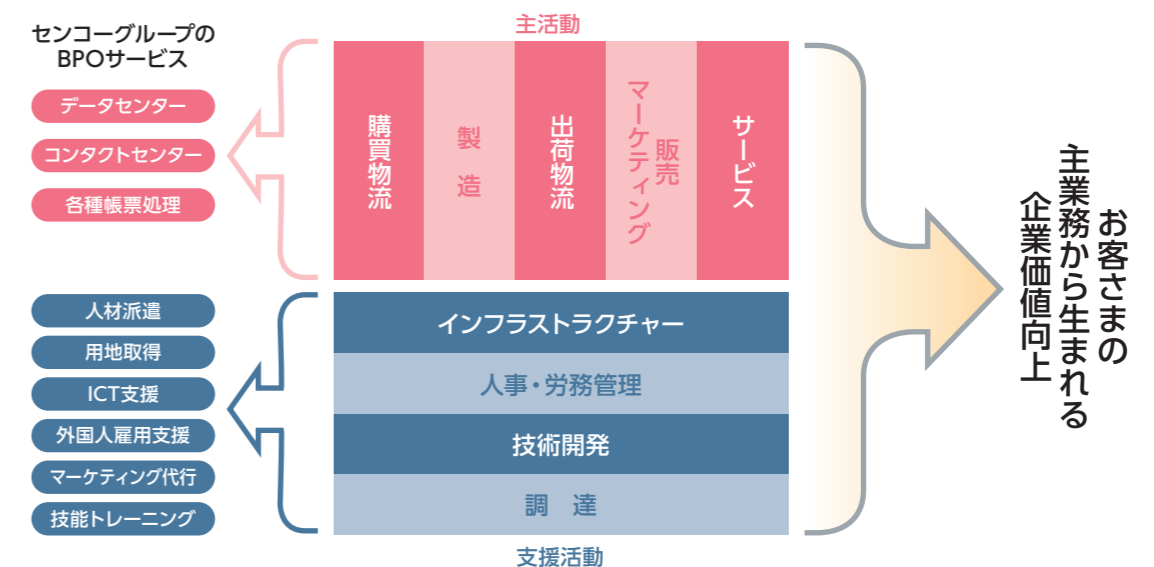 センコーグループの
BPOサービス
データセンター
コンタクトセンター
各種帳票処理
人材派遣
用地取得
ICT支援
外国人雇用支援
マーケティング代行
技能トレーニング
主活動
購買物流
製　造
出荷物流
販売
マーケティング
サービス
インフラストラクチャー
人事・労務管理
技術開発
調　達
支援活動
お客さまの
主業務から生まれる
企業価値向上